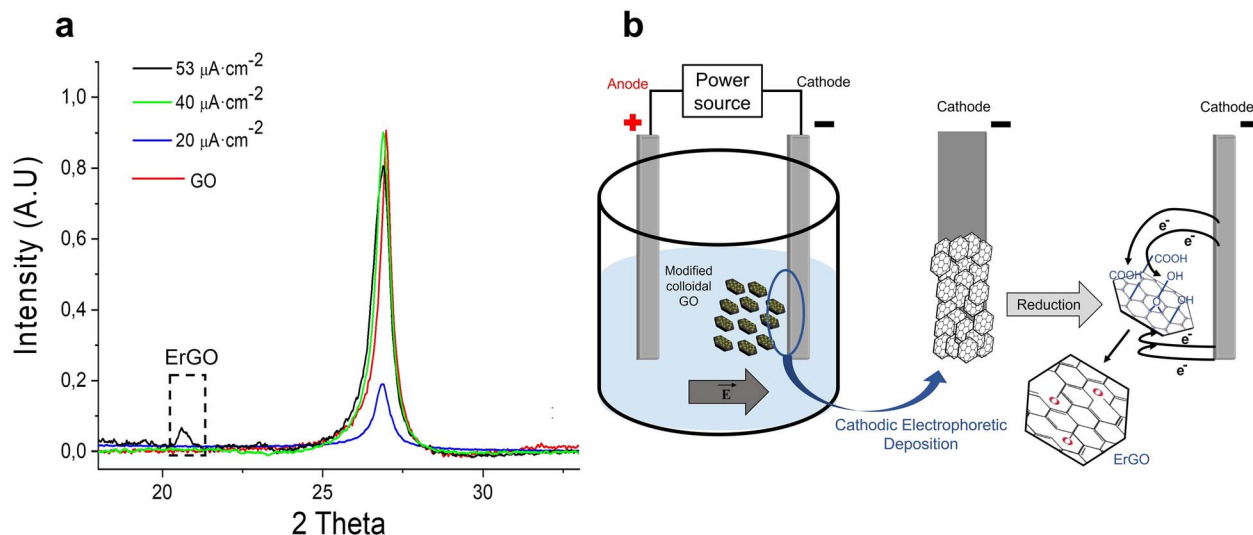 a
53 μA·cm-2
40 μA·cm-2
20 μA·cm-2
GO
1,0
0,8
0,6
0,4
0,2
0,0
Intensity (A.U)
ErGO
20
25
30
2 Theta
b
Anode
Power
source
Cathode
Modified
colloidal
GO
E
Cathodic Electrophoretic
Deposition
Cathode
Reduction
Cathode
e-
e-
COOH
COOH
OH
O
OH
e-
e-
ErGO